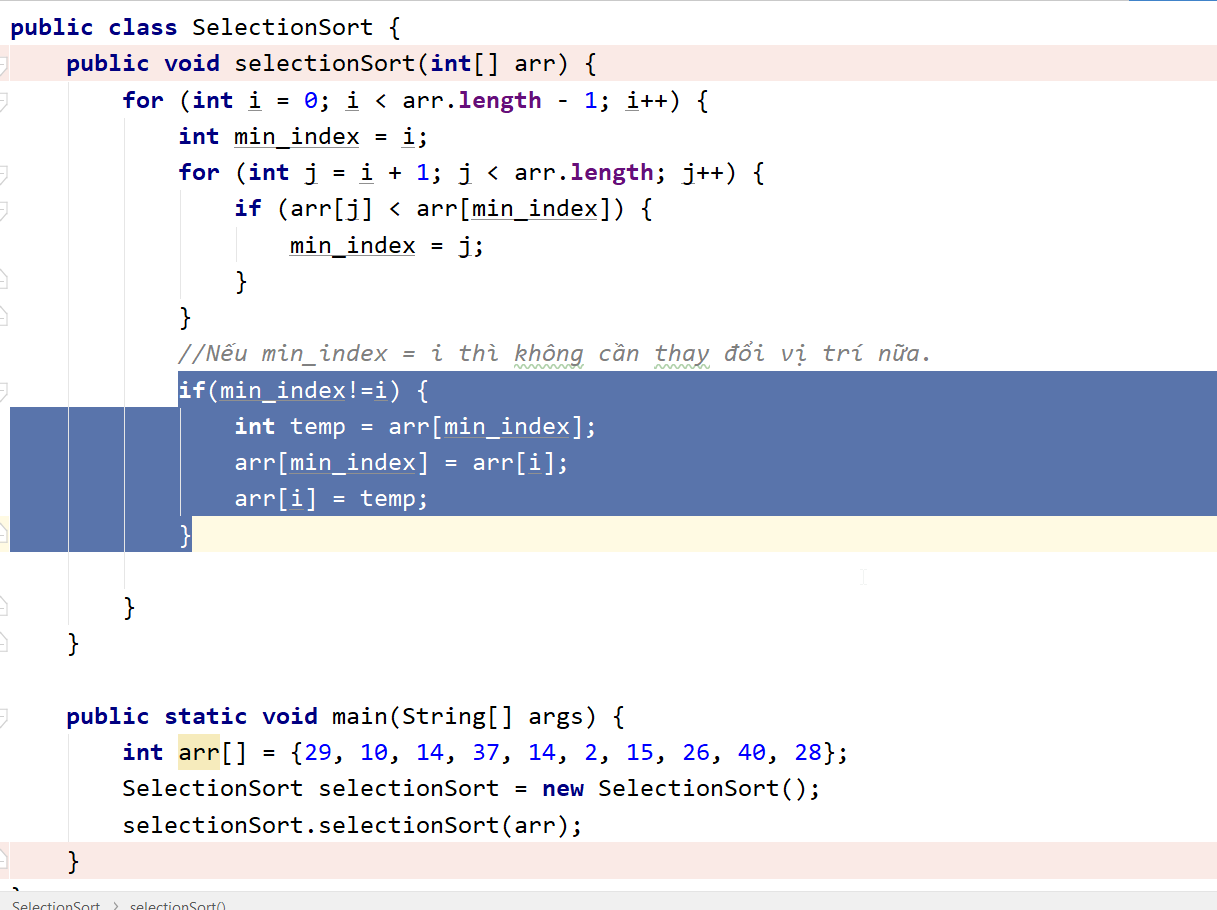 public class SelectionSort {
    public void selectionSort(int[] arr) {
        for (int i = 0; i < arr.length - 1; i++) {
            int min_index = i;
            for (int j = i + 1; j < arr.length; j++) {
                if (arr[j] < arr[min_index]) {
                    min_index = j;
                }
            }
            //Nếu min_index = i thì không cần thay đổi vị trí nữa.
            if(min_index!=i) {
                int temp = arr[min_index];
                arr[min_index] = arr[i];
                arr[i] = temp;
            }
        }
    }
    public static void main(String[] args) {
        int arr[] = {29, 10, 14, 37, 14, 2, 15, 26, 40, 28};
        SelectionSort selectionSort = new SelectionSort();
        selectionSort.selectionSort(arr);
    }
SelectionSort > selectionSort()